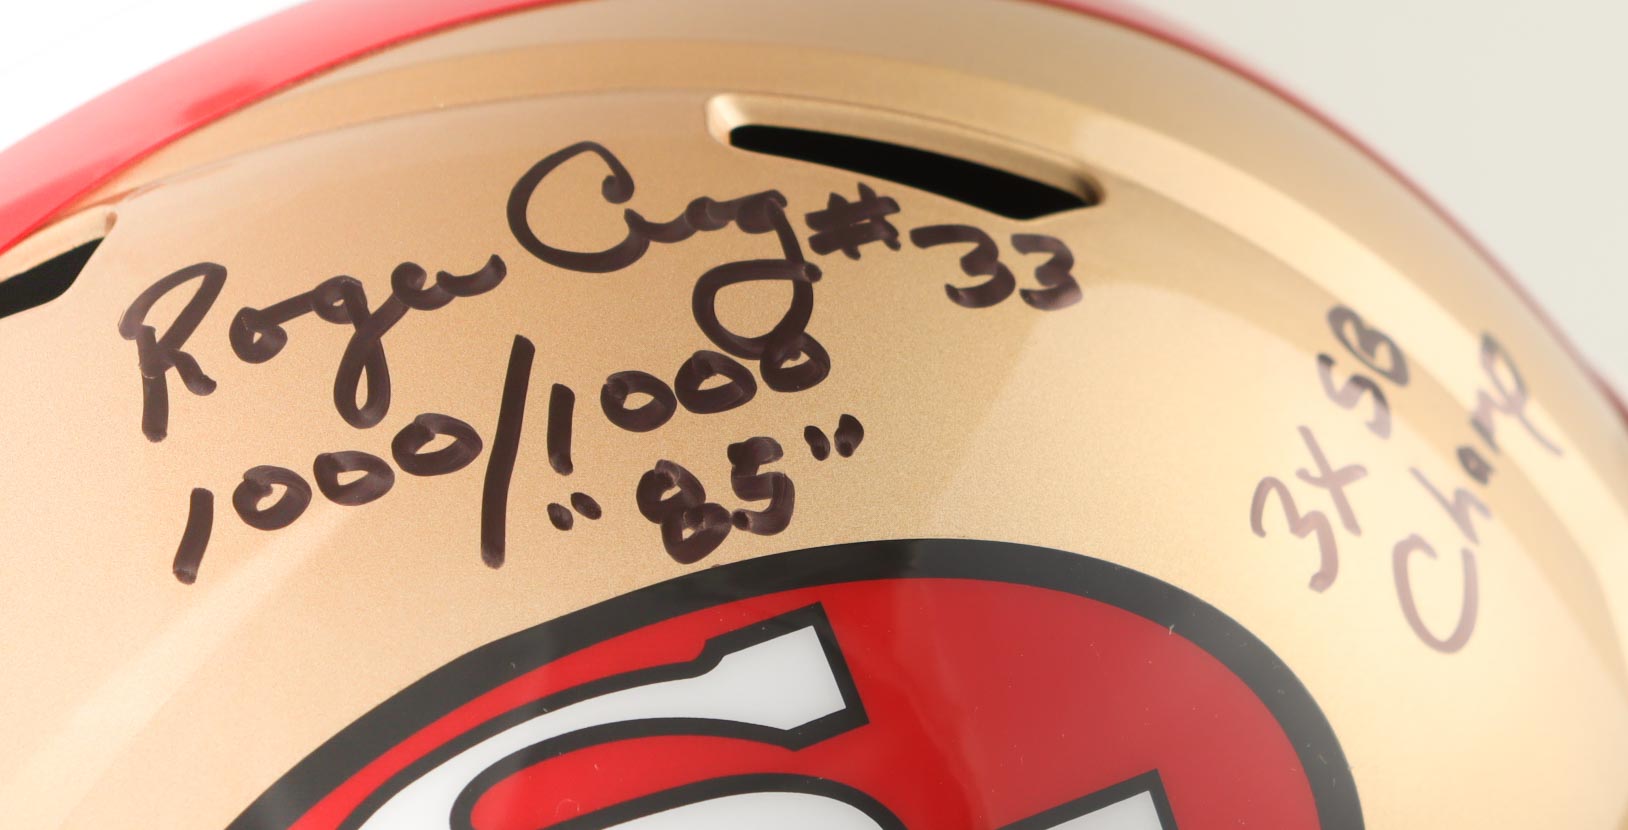 Roger Craig #33
1000/1000
"85"
3x SB
Champ